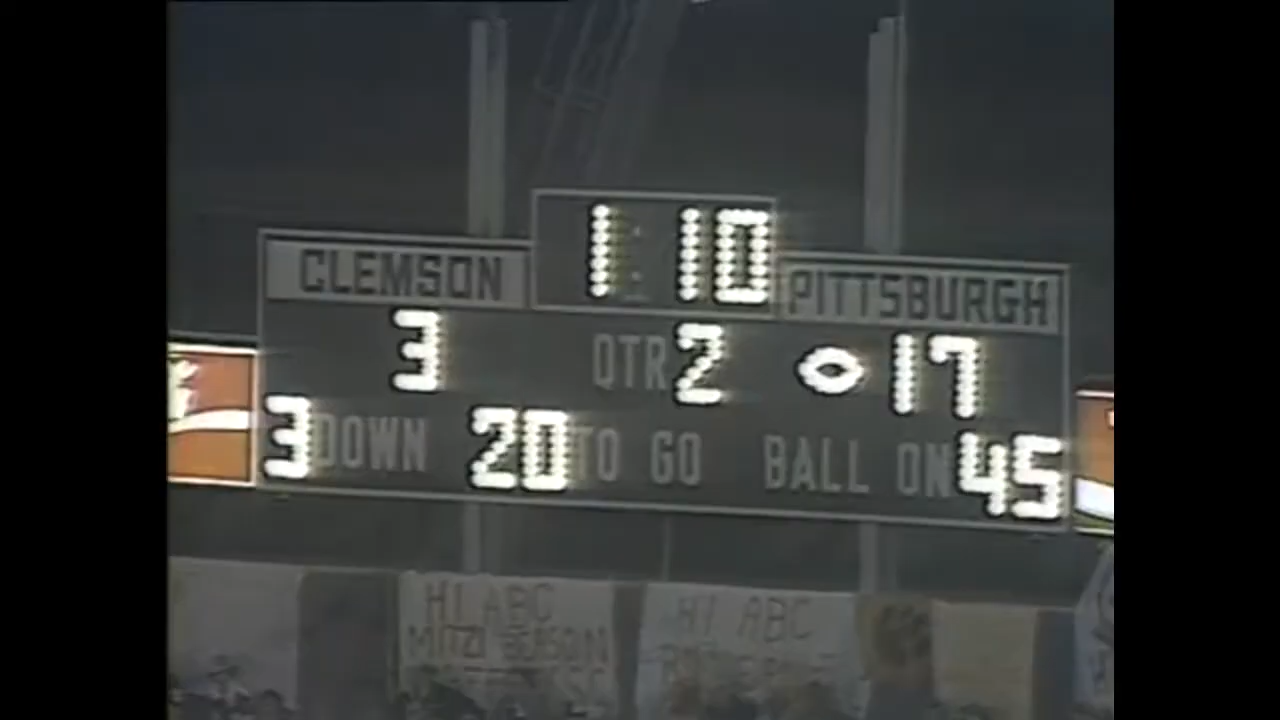 1:10
CLEMSON PITTSBURGH
3 QTR 2 17
3 DOWN 20 TO GO BALL ON 45
HI ABC HI ABC
MITZI